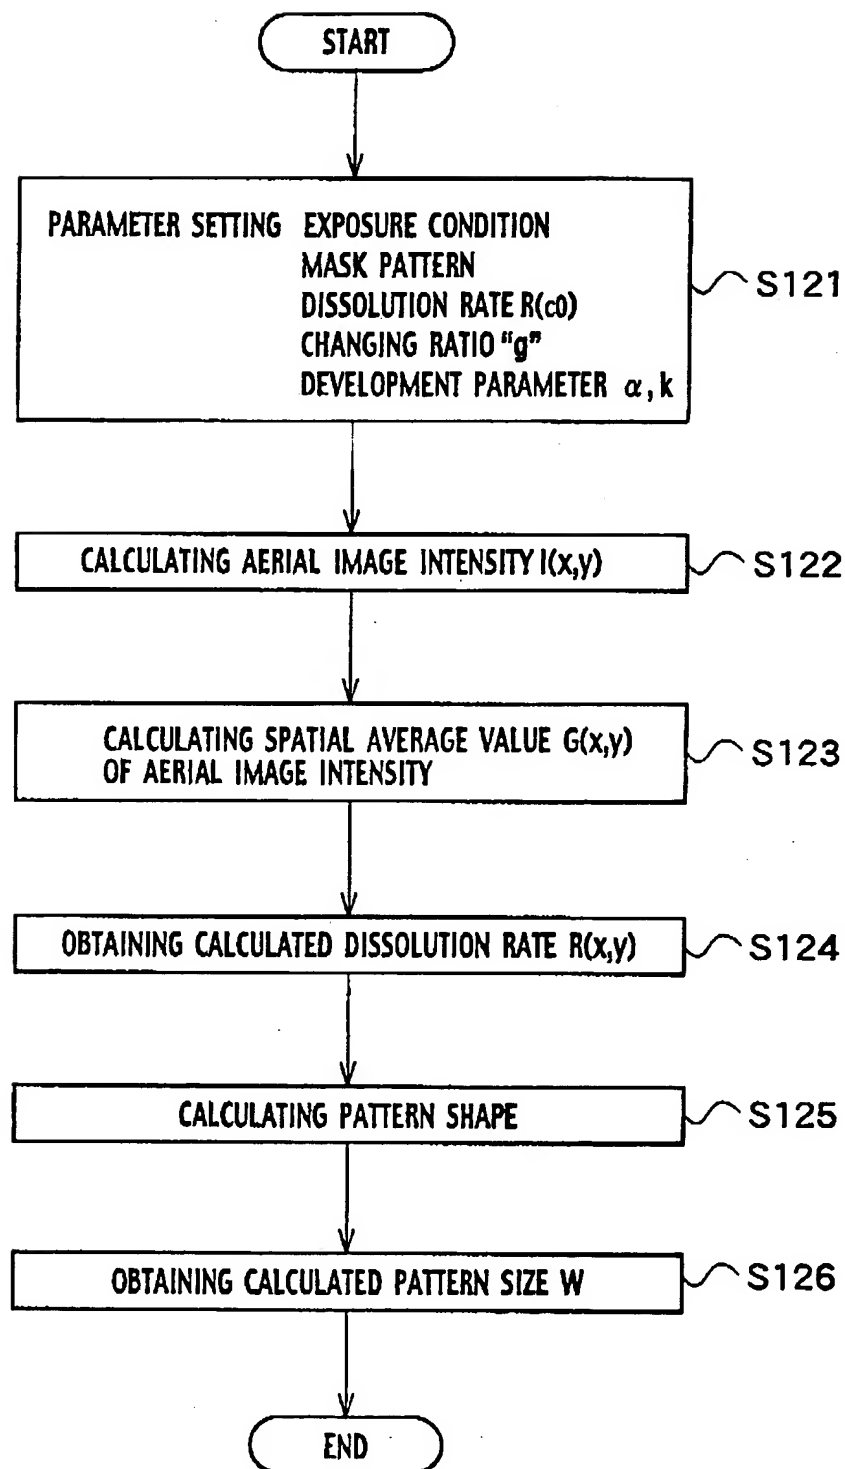 START
PARAMETER SETTING EXPOSURE CONDITION
MASK PATTERN
DISSOLUTION RATE R(c0)
CHANGING RATIO "g"
DEVELOPMENT PARAMETER α, k
S121
CALCULATING AERIAL IMAGE INTENSITY I(x,y)
S122
CALCULATING SPATIAL AVERAGE VALUE G(x,y)
OF AERIAL IMAGE INTENSITY
S123
OBTAINING CALCULATED DISSOLUTION RATE R(x,y)
S124
CALCULATING PATTERN SHAPE
S125
OBTAINING CALCULATED PATTERN SIZE W
S126
END